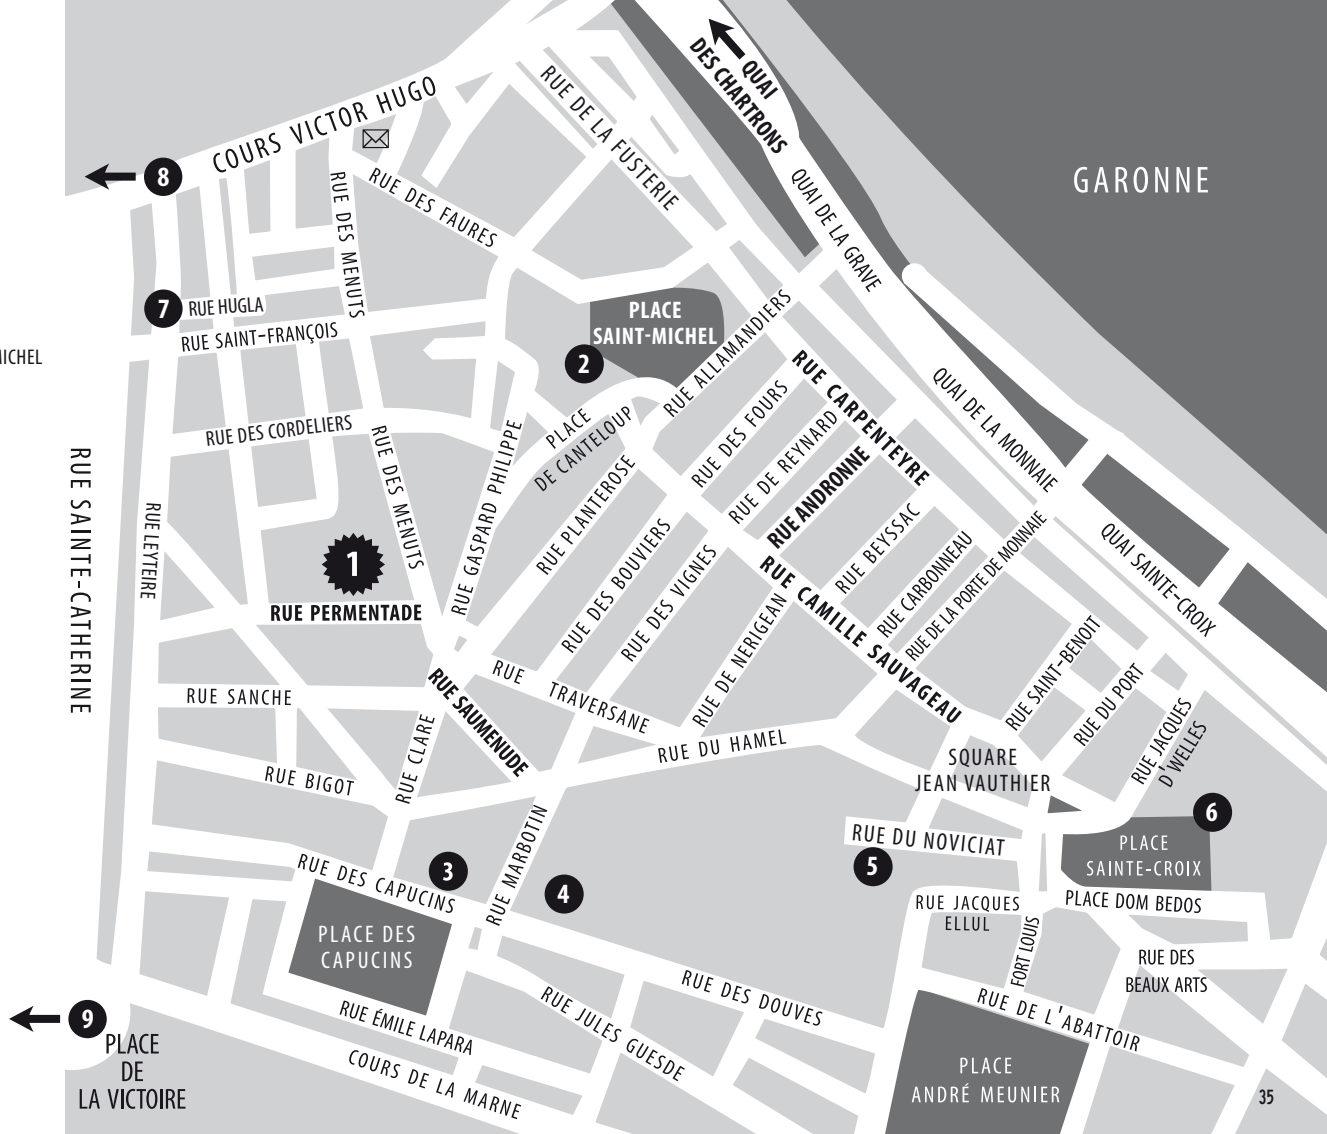 QUAI
DES CHARTRONS
RUE DE LA FUSTERIE
COURS VICTOR HUGO
GARONNE
8
RUE DES FAURES
RUE DES MENUTS
QUAI DE LA GRAVE
7
RUE HUGLA
RUE SAINT-FRANÇOIS
PLACE
SAINT-MICHEL
2
RUE ALLAMANDIERS
ICHEL
RUE CARPENTEYRE
QUAI DE LA MONNAIE
RUE DES CORDELIERS
PLACE
DE CANTELOUP
RUE DES FOURS
RUE DE REYNARD
RUE ANDRONNE
RUE DES MENUTS
RUE GASPARD PHILIPPE
RUE PLANTEROSE
RUE DES BOUVIERS
RUE DES VIGNES
RUE BEYSSAC
RUE CARBONNEAU
RUE DE LA PORTE DE MONNAIE
QUAI SAINTE-CROIX
RUE SAINTE-CATHERINE
RUE LEYTEIRE
1
RUE PERMENTADE
RUE DE NERIGEAN
RUE CAMILLE SAUVAGEAU
RUE SAINT-BENOIT
RUE DU PORT
RUE JACQUES
D'WELLES
RUE SANCHE
RUE SAUMENUDE
RUE TRAVERSANE
RUE DU HAMEL
RUE CLARE
RUE BIGOT
SQUARE
JEAN VAUTHIER
6
RUE DU NOVICIAT
5
PLACE
SAINTE-CROIX
RUE MARBOTIN
3
4
RUE DES CAPUCINS
PLACE DES
CAPUCINS
RUE JACQUES
ELLUL
PLACE DOM BEDOS
FORT LOUIS
RUE DES
BEAUX ARTS
RUE DES DOUVES
RUE DE L'ABATTOIR
RUE JULES GUESDE
RUE ÉMILE LAPARA
COURS DE LA MARNE
9
PLACE
DE
LA VICTOIRE
PLACE
ANDRÉ MEUNIER
35